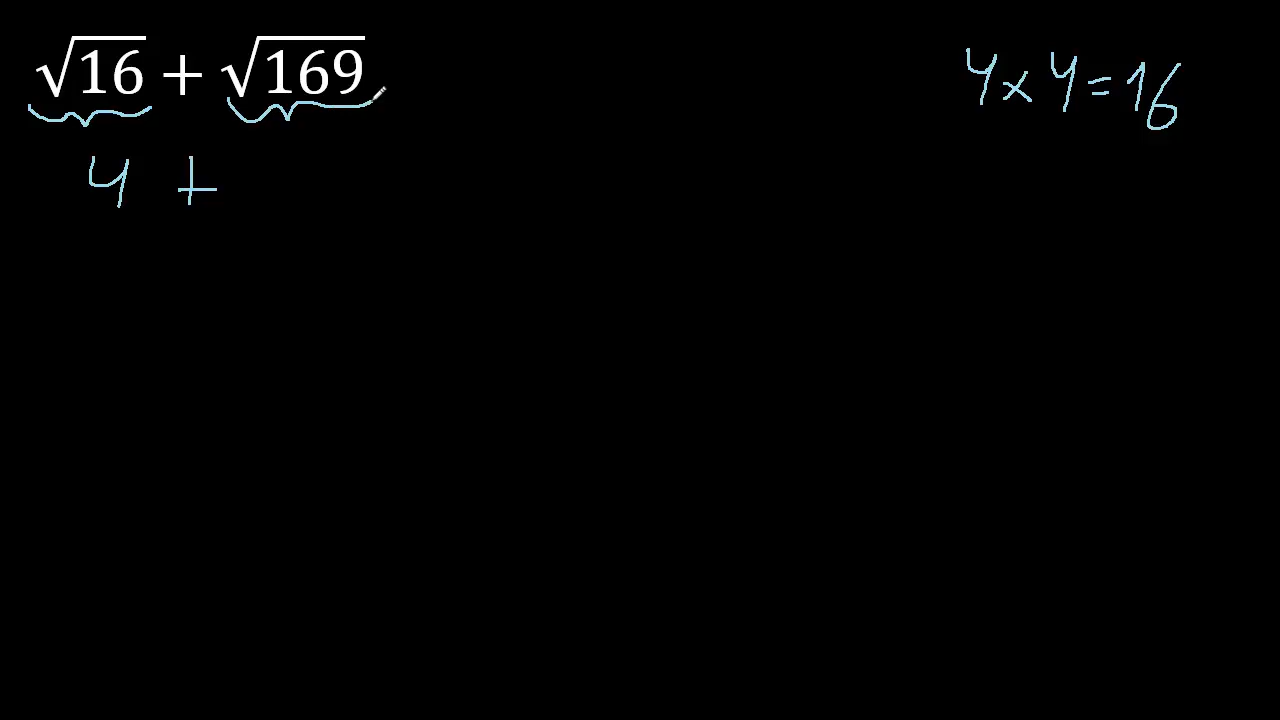 √16 + √169
4 × 4 = 16
4 +